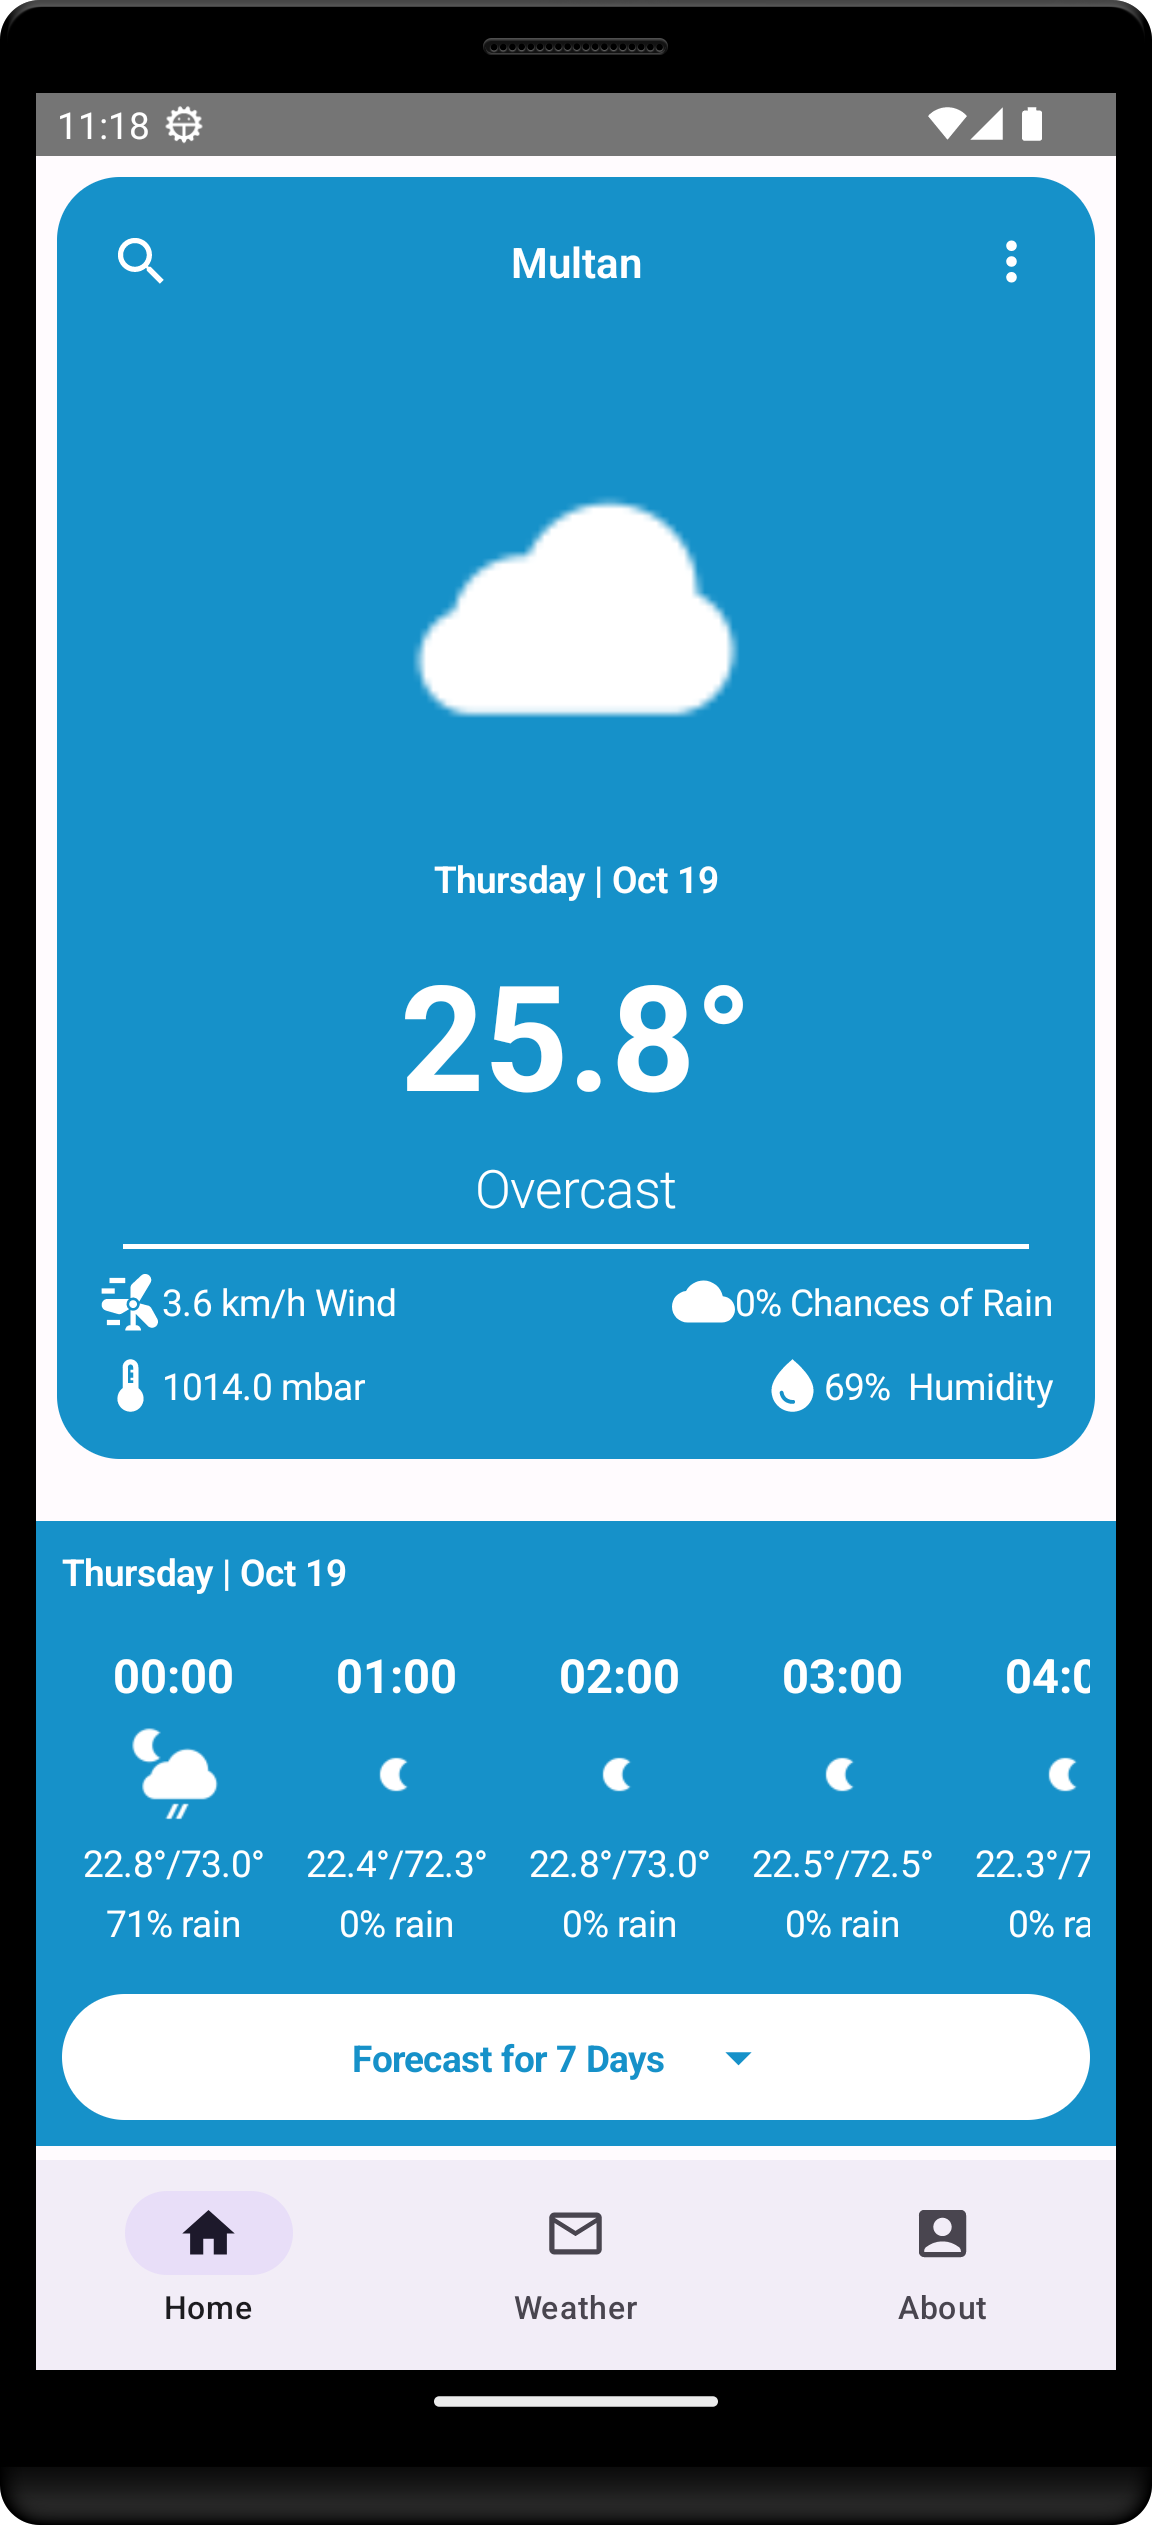 11:18
Multan
Thursday | Oct 19
25.8°
Overcast
3.6 km/h Wind 0% Chances of Rain
1014.0 mbar 69% Humidity
Thursday | Oct 19
00:00 01:00 02:00 03:00 04:0
22.8°/73.0° 22.4°/72.3° 22.8°/73.0° 22.5°/72.5° 22.3°/7
71% rain 0% rain 0% rain 0% rain 0% ra
Forecast for 7 Days
Home Weather About